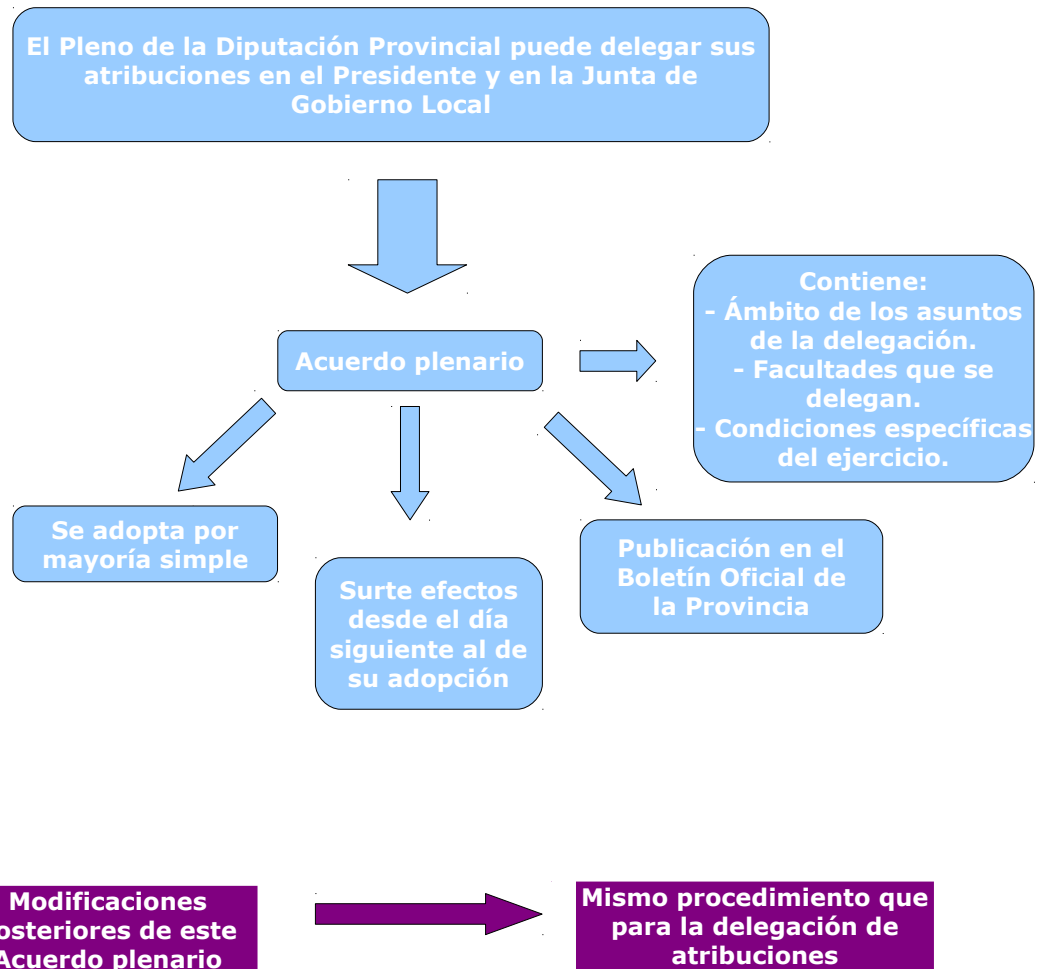 El Pleno de la Diputación Provincial puede delegar sus
atribuciones en el Presidente y en la Junta de
Gobierno Local
Contiene:
- Ámbito de los asuntos
de la delegación.
- Facultades que se
delegan.
- Condiciones específicas
del ejercicio.
Acuerdo plenario
Se adopta por
mayoría simple
Surte efectos
desde el día
siguiente al de
su adopción
Publicación en el
Boletín Oficial de
la Provincia
Modificaciones
osteriores de este
Acuerdo plenario
Mismo procedimiento que
para la delegación de
atribuciones